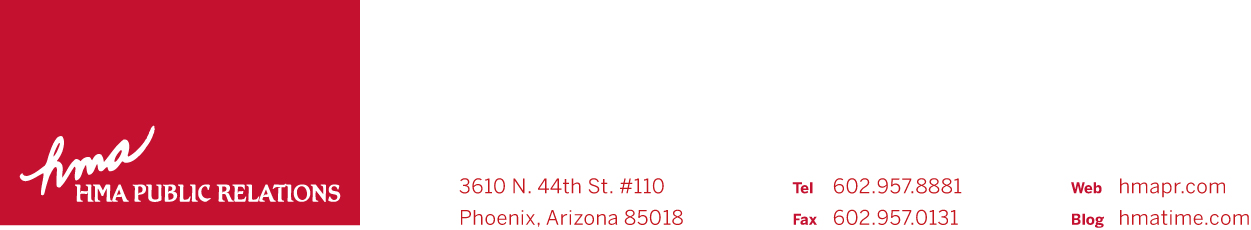 hma
HMA PUBLIC RELATIONS
3610 N. 44th St. #110
Phoenix, Arizona 85018
Tel 602.957.8881
Fax 602.957.0131
Web hmapr.com
Blog hmatime.com